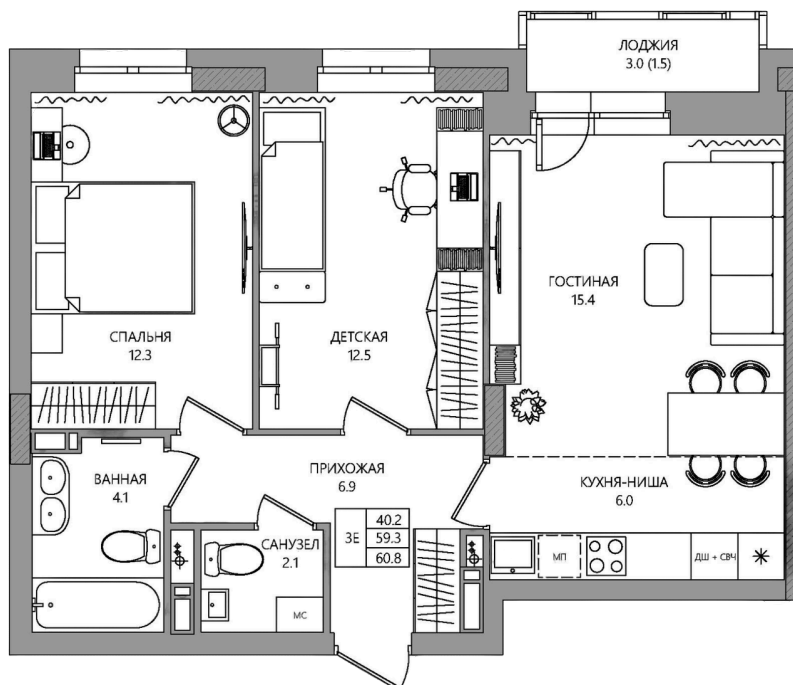 ЛОДЖИЯ
3.0 (1.5)
СПАЛЬНЯ
12.3
ДЕТСКАЯ
12.5
ГОСТИНАЯ
15.4
ВАННАЯ
4.1
ПРИХОЖАЯ
6.9
КУХНЯ-НИША
6.0
3Е
40.2
59.3
60.8
САНУЗЕЛ
2.1
МС
МП
ДШ + СВЧ